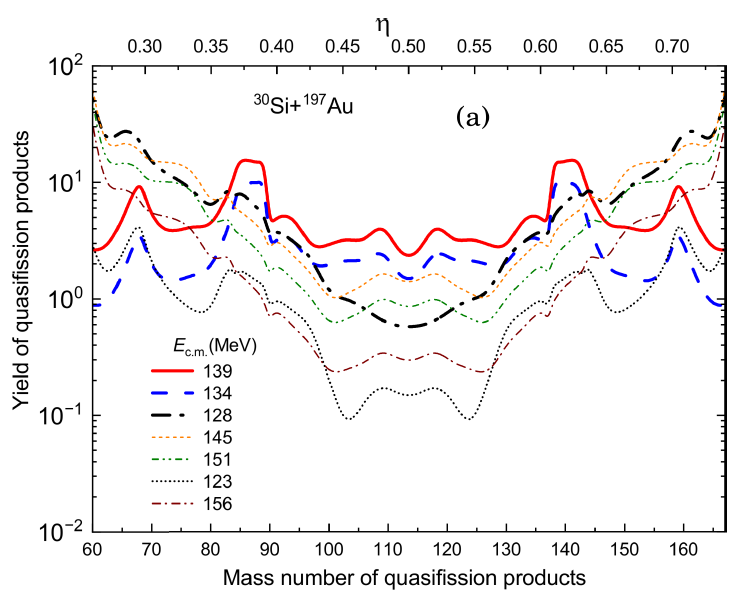 η
0.30 0.35 0.40 0.45 0.50 0.55 0.60 0.65 0.70
10²
³⁰Si+¹⁹⁷Au
(a)
10¹
10⁰
10⁻¹
10⁻²
Yield of quasifission products
E_c.m.(MeV)
139
134
128
145
151
123
156
60 70 80 90 100 110 120 130 140 150 160
Mass number of quasifission products